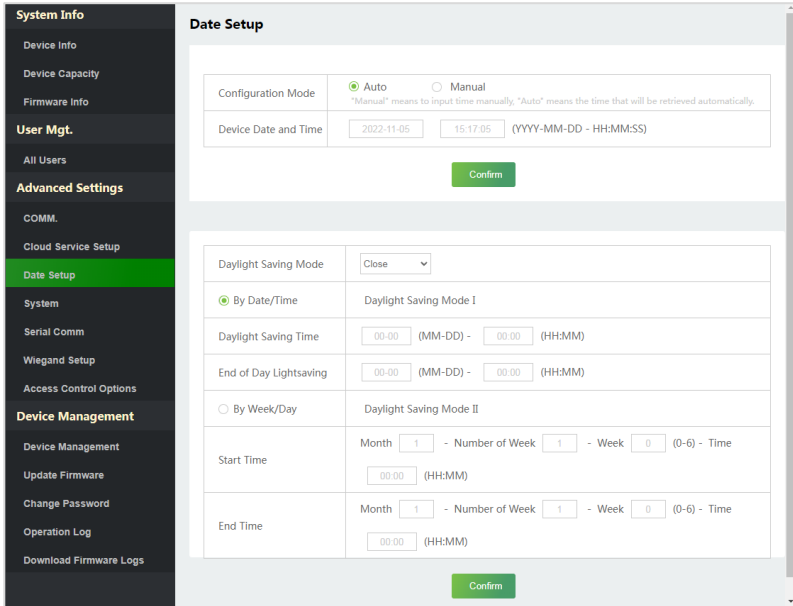 System Info
Device Info
Device Capacity
Firmware Info
User Mgt.
All Users
Advanced Settings
COMM.
Cloud Service Setup
Date Setup
System
Serial Comm
Wiegand Setup
Access Control Options
Device Management
Device Management
Update Firmware
Change Password
Operation Log
Download Firmware Logs
Date Setup
Configuration Mode
Auto Manual
"Manual" means to input time manually, "Auto" means the time that will be retrieved automatically.
Device Date and Time 2022-11-05 15:17:05 (YYYY-MM-DD - HH:MM:SS)
Confirm
Daylight Saving Mode Close
By Date/Time Daylight Saving Mode I
Daylight Saving Time 00-00 (MM-DD) - 00:00 (HH:MM)
End of Day Lightsaving 00-00 (MM-DD) - 00:00 (HH:MM)
By Week/Day Daylight Saving Mode II
Start Time
Month 1 - Number of Week 1 - Week 0 (0-6) - Time
00:00 (HH:MM)
End Time
Month 1 - Number of Week 1 - Week 0 (0-6) - Time
00:00 (HH:MM)
Confirm